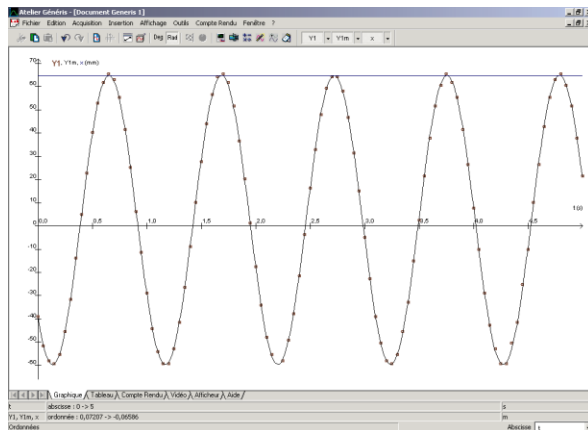 Atelier Généris - [Document Generis 1]
Fichier Edition Acquisition Insertion Affichage Outils Compte Rendu Fenêtre ?
Deg Rad Y1 Y1m x
Y1, Y1m, x (mm)
70
60
50
40
30
20
10
t (s)
0 0,0 0,5 1,0 1,5 2,0 2,5 3,0 3,5 4,0 4,5
-10
-20
-30
-40
-50
-60
Graphique Tableau Compte Rendu Vidéo Afficheur Aide
t abscisse : 0 -> 5 s
Y1, Y1m, x ordonnée : 0,07207 -> -0,06586 m
Ordonnées Abscisse t